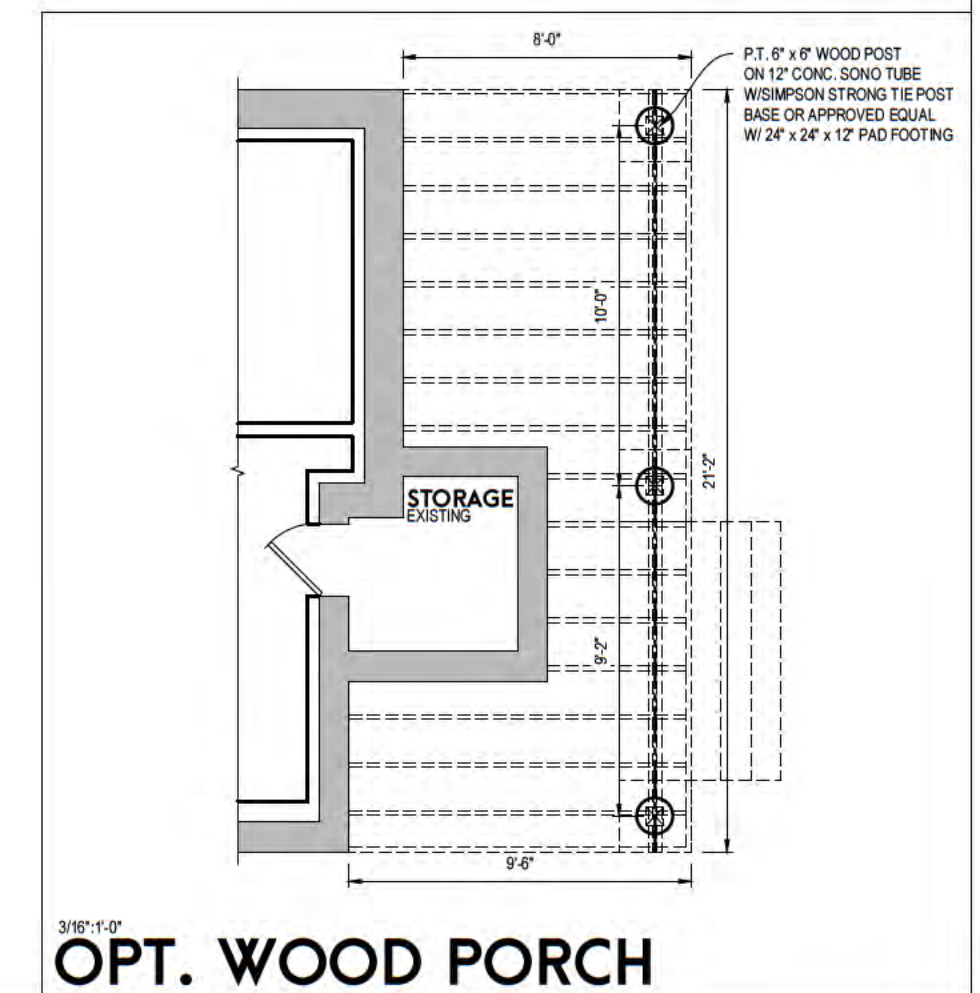 8'-0"
P.T. 6" x 6" WOOD POST
ON 12" CONC. SONO TUBE
W/SIMPSON STRONG TIE POST
BASE OR APPROVED EQUAL
W/ 24" x 24" x 12" PAD FOOTING
10'-0"
21'-2"
STORAGE
EXISTING
9'-2"
9'-6"
3/16":1'-0"
OPT. WOOD PORCH